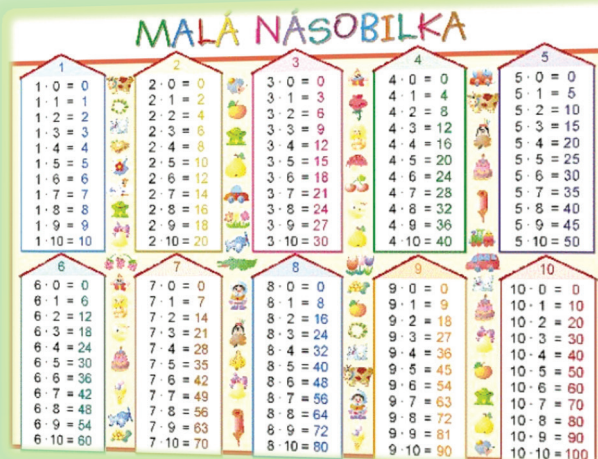 MALÁ NÁSOBILKA
1
1 · 0 = 0
1 · 1 = 1
1 · 2 = 2
1 · 3 = 3
1 · 4 = 4
1 · 5 = 5
1 · 6 = 6
1 · 7 = 7
1 · 8 = 8
1 · 9 = 9
1 · 10 = 10
2
2 · 0 = 0
2 · 1 = 2
2 · 2 = 4
2 · 3 = 6
2 · 4 = 8
2 · 5 = 10
2 · 6 = 12
2 · 7 = 14
2 · 8 = 16
2 · 9 = 18
2 · 10 = 20
3
3 · 0 = 0
3 · 1 = 3
3 · 2 = 6
3 · 3 = 9
3 · 4 = 12
3 · 5 = 15
3 · 6 = 18
3 · 7 = 21
3 · 8 = 24
3 · 9 = 27
3 · 10 = 30
4
4 · 0 = 0
4 · 1 = 4
4 · 2 = 8
4 · 3 = 12
4 · 4 = 16
4 · 5 = 20
4 · 6 = 24
4 · 7 = 28
4 · 8 = 32
4 · 9 = 36
4 · 10 = 40
5
5 · 0 = 0
5 · 1 = 5
5 · 2 = 10
5 · 3 = 15
5 · 4 = 20
5 · 5 = 25
5 · 6 = 30
5 · 7 = 35
5 · 8 = 40
5 · 9 = 45
5 · 10 = 50
6
6 · 0 = 0
6 · 1 = 6
6 · 2 = 12
6 · 3 = 18
6 · 4 = 24
6 · 5 = 30
6 · 6 = 36
6 · 7 = 42
6 · 8 = 48
6 · 9 = 54
6 · 10 = 60
7
7 · 0 = 0
7 · 1 = 7
7 · 2 = 14
7 · 3 = 21
7 · 4 = 28
7 · 5 = 35
7 · 6 = 42
7 · 7 = 49
7 · 8 = 56
7 · 9 = 63
7 · 10 = 70
8
8 · 0 = 0
8 · 1 = 8
8 · 2 = 16
8 · 3 = 24
8 · 4 = 32
8 · 5 = 40
8 · 6 = 48
8 · 7 = 56
8 · 8 = 64
8 · 9 = 72
8 · 10 = 80
9
9 · 0 = 0
9 · 1 = 9
9 · 2 = 18
9 · 3 = 27
9 · 4 = 36
9 · 5 = 45
9 · 6 = 54
9 · 7 = 63
9 · 8 = 72
9 · 9 = 81
9 · 10 = 90
10
10 · 0 = 0
10 · 1 = 10
10 · 2 = 20
10 · 3 = 30
10 · 4 = 40
10 · 5 = 50
10 · 6 = 60
10 · 7 = 70
10 · 8 = 80
10 · 9 = 90
10 · 10 = 100